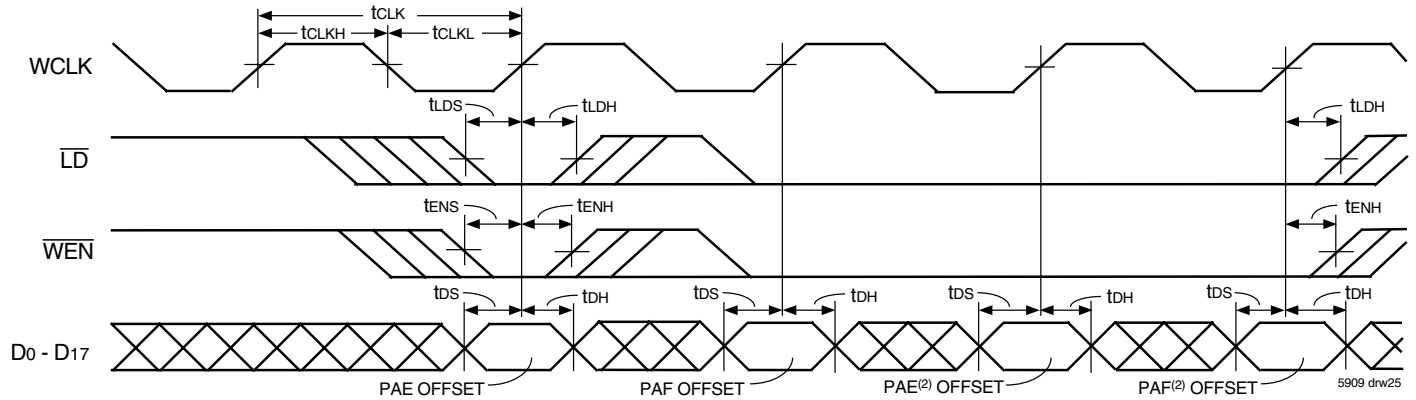 tCLK
tCLKH tCLKL
WCLK
tLDS tLDH tLDH
LD
tENS tENH tENH
WEN
tDS tDH tDS tDH tDS tDH tDS tDH
D0 - D17
PAE OFFSET PAF OFFSET PAE(2) OFFSET PAF(2) OFFSET
5909 drw25